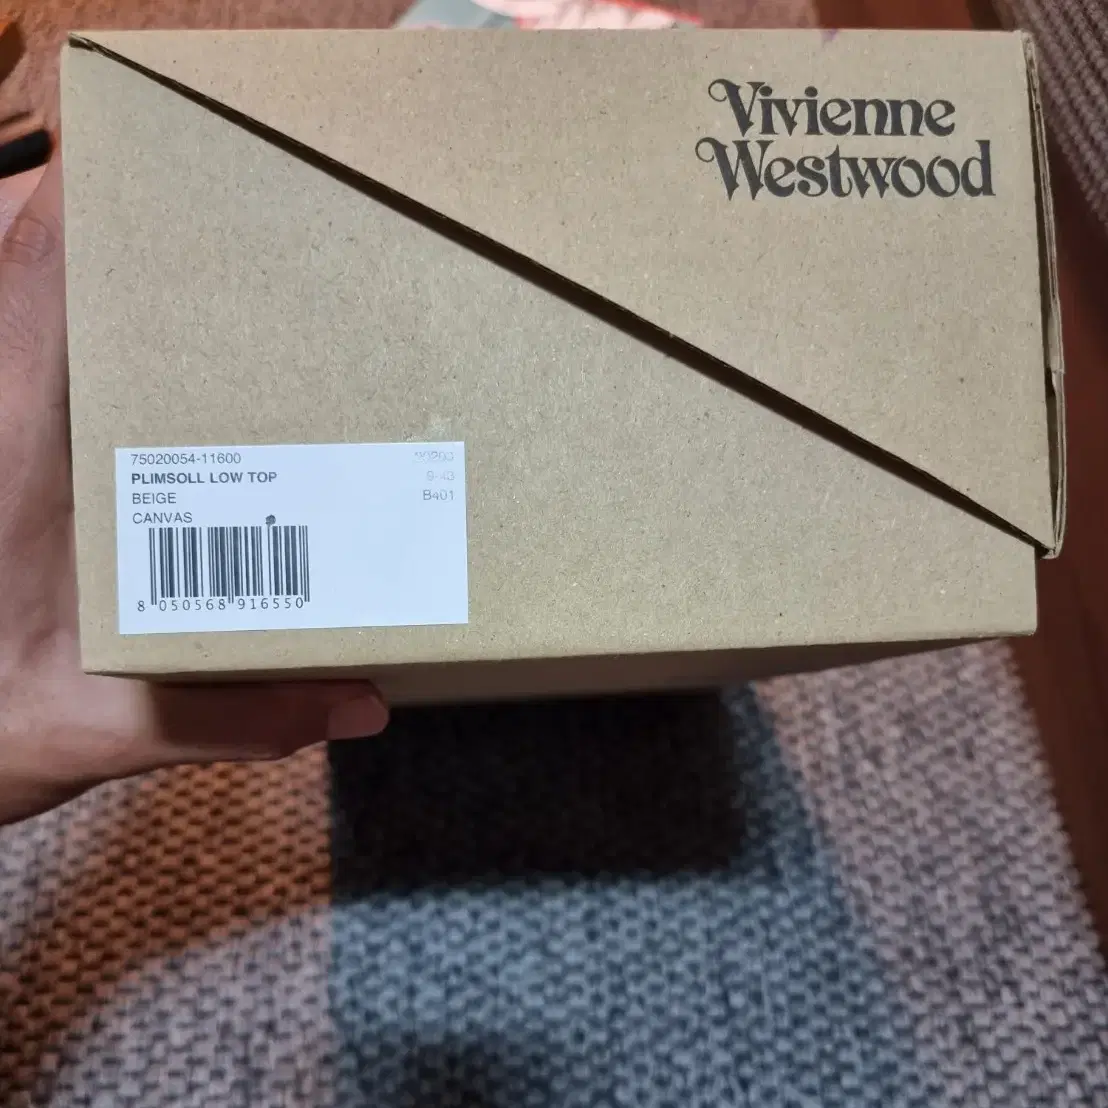 Vivienne
Westwood
75020054-11600
PLIMSOLL LOW TOP
BEIGE
B401
CANVAS
8 050568 916550